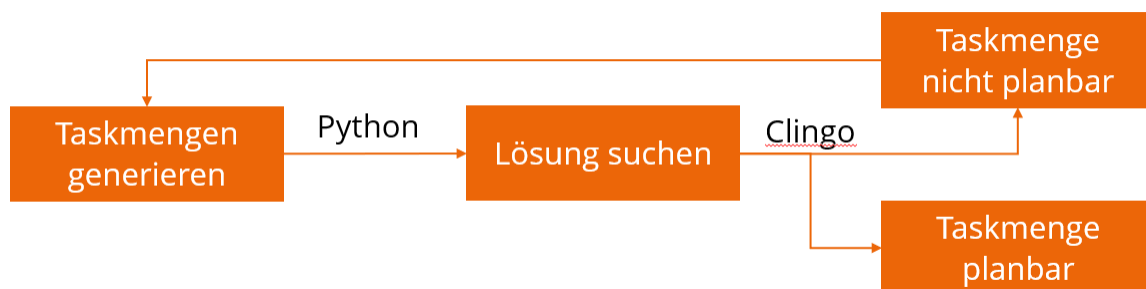 Taskmengen
generieren
Python
Lösung suchen
Clingo
Taskmenge
nicht planbar
Taskmenge
planbar